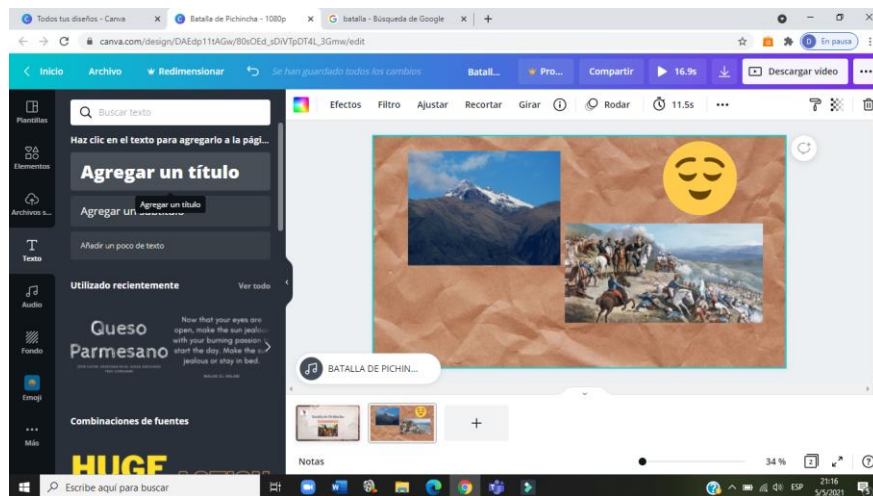 Todos tus diseños - Canva
Batalla de Pichincha - 1080p
batalla - Búsqueda de Google
canva.com/design/DAEdp11tAGw/80sOEd_sDiVTpDT4L_3Gmw/edit
D En pausa
Inicio Archivo Redimensionar Se han guardado todos los cambios Batall... Pro... Compartir 16.9s Descargar vídeo
Efectos Filtro Ajustar Recortar Girar Rodar 11.5s
Plantillas
Elementos
Archivos s...
Texto
Audio
Fondo
Emoji
Más
Buscar texto
Haz clic en el texto para agregarlo a la pági...
Agregar un título
Agregar un título
Agregar un subtítulo
Añadir un poco de texto
Utilizado recientemente Ver todo
Queso
Parmesano
Now that your eyes are
open, make the sun jealous
with your burning passion
start the day. Make the
jealous or stay in bed.
Combinaciones de fuentes
HUGE
BATALLA DE PICHIN...
Notas
34 % 2
Escribe aquí para buscar
ESP
21:16
5/5/2021